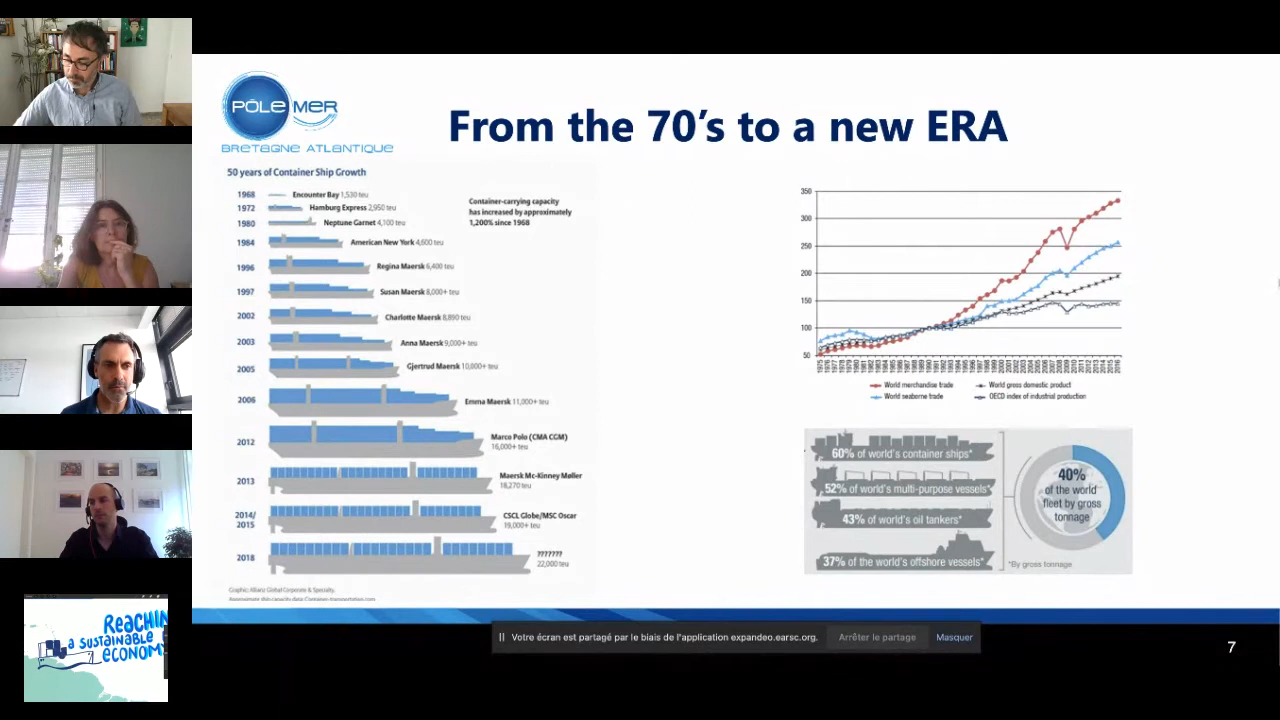 PÔLE MER
BRETAGNE ATLANTIQUE
From the 70's to a new ERA
50 years of Container Ship Growth
1968 Encounter Bay 1,530 teu
1972 Hamburg Express 2,950 teu
1980 Neptune Garnet 4,100 teu
1984 American New York 4,600 teu
1996 Regina Maersk 6,400 teu
1997 Susan Maersk 8,000+ teu
2002 Charlotte Maersk 8,890 teu
2003 Anna Maersk 9,000+ teu
2005 Gjertrud Maersk 10,000+ teu
2006 Emma Maersk 11,000+ teu
2012 Marco Polo (CMA CGM)
16,000+ teu
2013 Maersk Mc-Kinney Møller
18,270 teu
2014/
2015 CSCL Globe/MSC Oscar
19,000+ teu
2018 ???????
22,000 teu
Container-carrying capacity
has increased by approximately
1,200% since 1968
Graphic: Allianz Global Corporate & Specialty.
Approximate ship capacity data: Container-transportation.com
350
300
250
200
150
100
50
World merchandise trade
World gross domestic product
World seaborne trade
OECD index of industrial production
60% of world's container ships*
52% of world's multi-purpose vessels*
43% of world's oil tankers*
37% of the world's offshore vessels*
40%
of the world
fleet by gross
tonnage
*By gross tonnage
REACHIN
a SUSTAINABLE
ECONOMY
Votre écran est partagé par le biais de l'application expandeo.earsc.org.
Arrêter le partage
Masquer
7